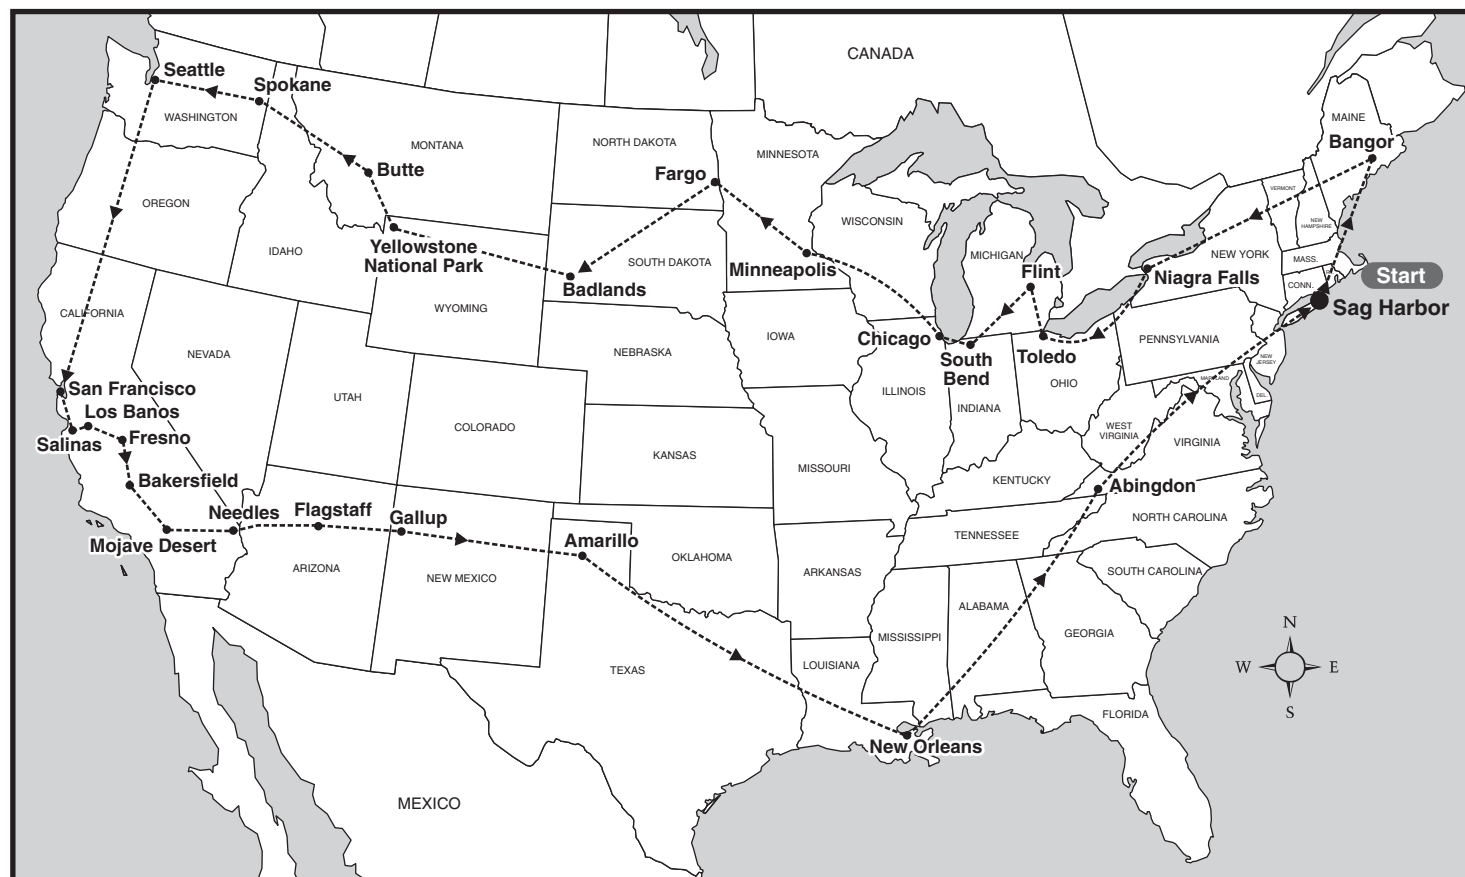 CANADA
Seattle
Spokane
WASHINGTON
MONTANA
NORTH DAKOTA
MINNESOTA
MAINE
Bangor
Butte
Fargo
OREGON
IDAHO
Yellowstone
National Park
SOUTH DAKOTA
Badlands
WISCONSIN
Minneapolis
MICHIGAN
Flint
VERMONT
NEW
HAMPSHIRE
NEW YORK
MASS.
CONN.
Niagra Falls
Start
Sag Harbor
CALIFORNIA
WYOMING
NEVADA
NEBRASKA
IOWA
Chicago
South
Bend
Toledo
PENNSYLVANIA
OHIO
NEW
JERSEY
MARYLAND
DEL.
San Francisco
Los Banos
Salinas
Fresno
Bakersfield
UTAH
COLORADO
KANSAS
MISSOURI
ILLINOIS
INDIANA
WEST
VIRGINIA
VIRGINIA
KENTUCKY
Abingdon
Mojave Desert
Needles
Flagstaff
Gallup
Amarillo
ARIZONA
NEW MEXICO
OKLAHOMA
ARKANSAS
TENNESSEE
NORTH CAROLINA
SOUTH CAROLINA
MISSISSIPPI
ALABAMA
GEORGIA
TEXAS
LOUISIANA
New Orleans
FLORIDA
MEXICO
N
W
E
S